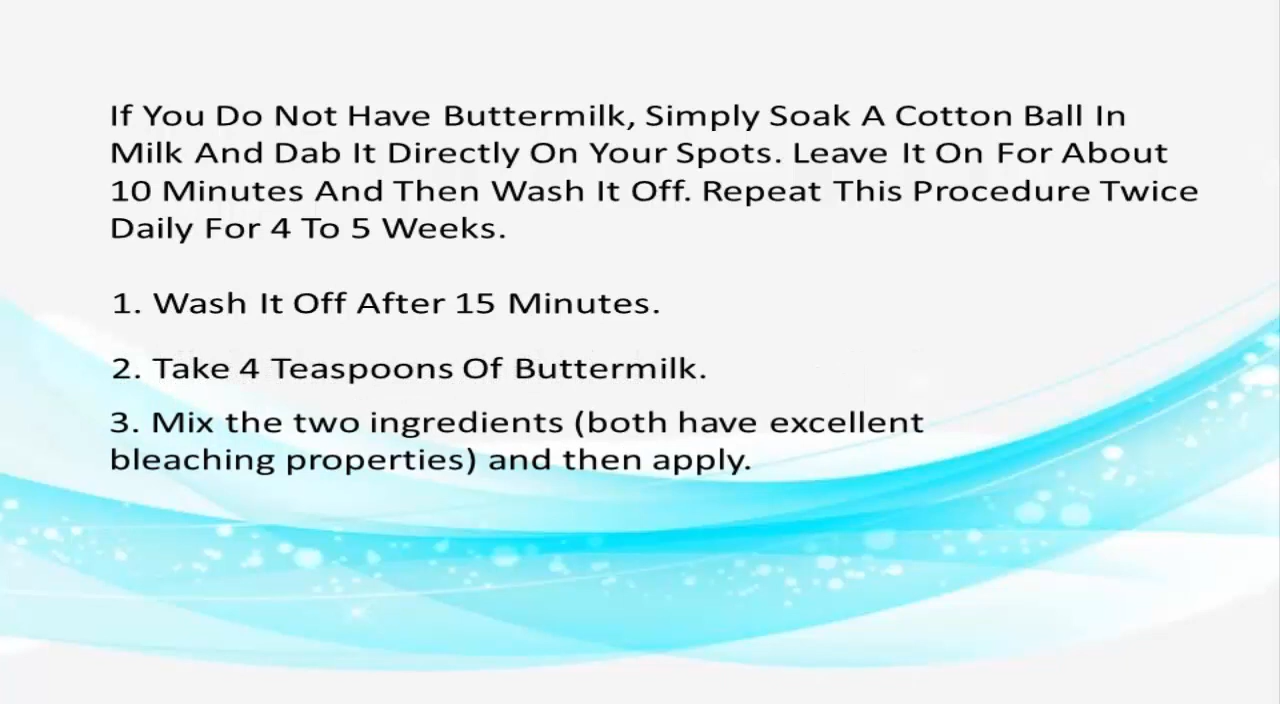 If You Do Not Have Buttermilk, Simply Soak A Cotton Ball In
Milk And Dab It Directly On Your Spots. Leave It On For About
10 Minutes And Then Wash It Off. Repeat This Procedure Twice
Daily For 4 To 5 Weeks.
1. Wash It Off After 15 Minutes.
2. Take 4 Teaspoons Of Buttermilk.
3. Mix the two ingredients (both have excellent
bleaching properties) and then apply.